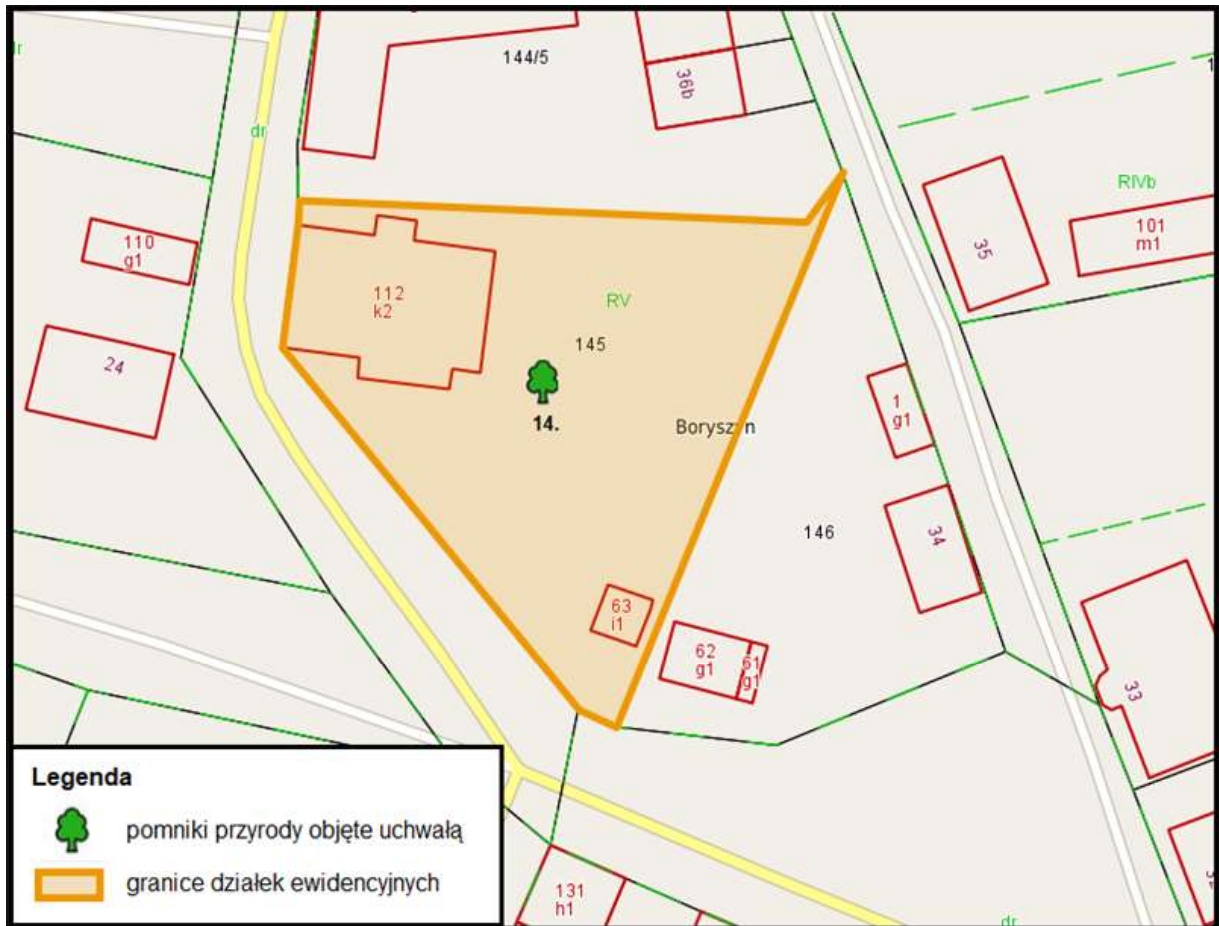 144/5
36b
dr
dr
RIVb
101
m1
35
110
g1
112
k2
RV
145
24
14.
Boryszyn
1
g1
146
34
63
i1
62
g1
61
g1
33
Legenda
pomniki przyrody objęte uchwałą
granice działek ewidencyjnych
131
h1
dr